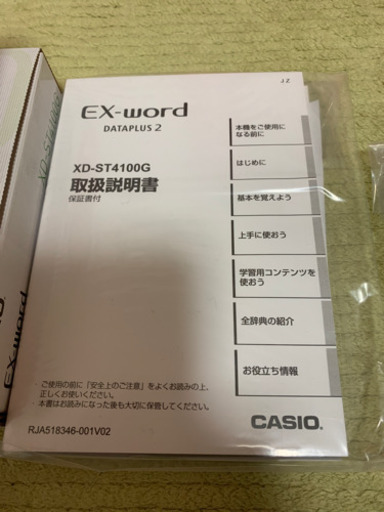 J Z
EX-word
DATAPLUS 2
XD-ST4100G
取扱説明書
保証書付
本機をご使用に
なる前に
はじめに
基本を覚えよう
上手に使おう
学習用コンテンツを
使おう
全辞典の紹介
お役立ち情報
・ご使用の前に「安全上のご注意」をよくお読みの上、
正しくお使いください。
・本書はお読みになった後も大切に保管してください。
RJA518346-001V02
CASIO®
XD-ST4100G